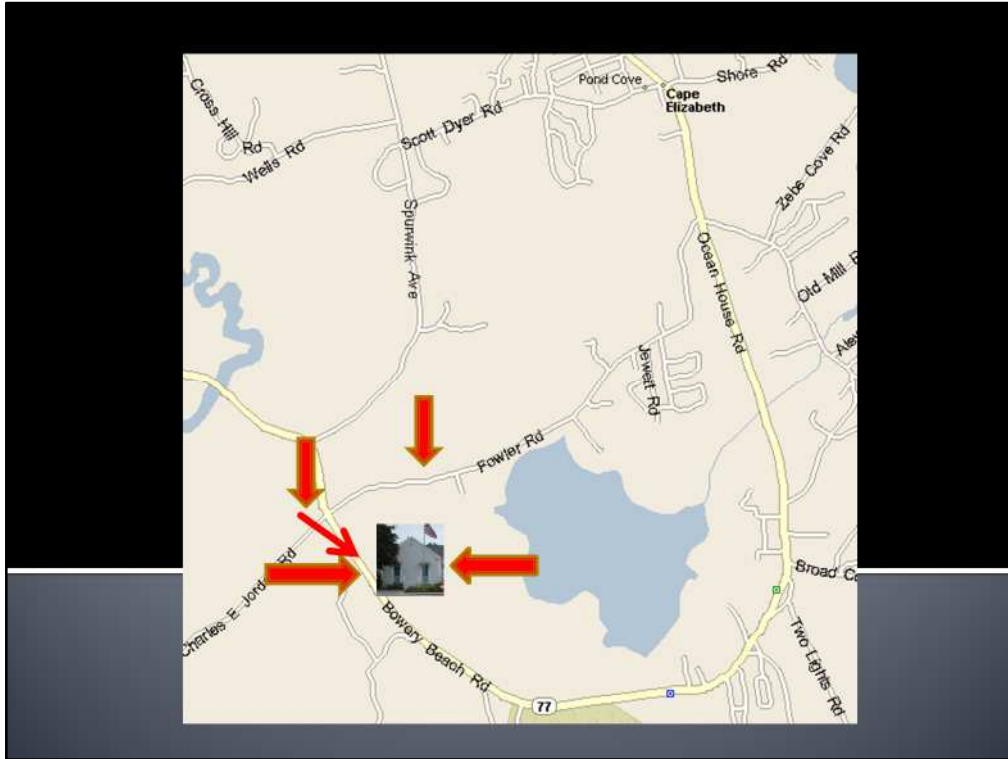 Pond Cove
Shore Rd
Cape
Elizabeth
Cross Hill Rd
Scott Dyer Rd
Wells Rd
Zebs Cove Rd
Spurwink Ave
Ocean House Rd
Old Mill
Jewett Rd
Fowler Rd
Charles E Jordan Rd
Broad
Bowery Beach Rd
Two Lights Rd
77